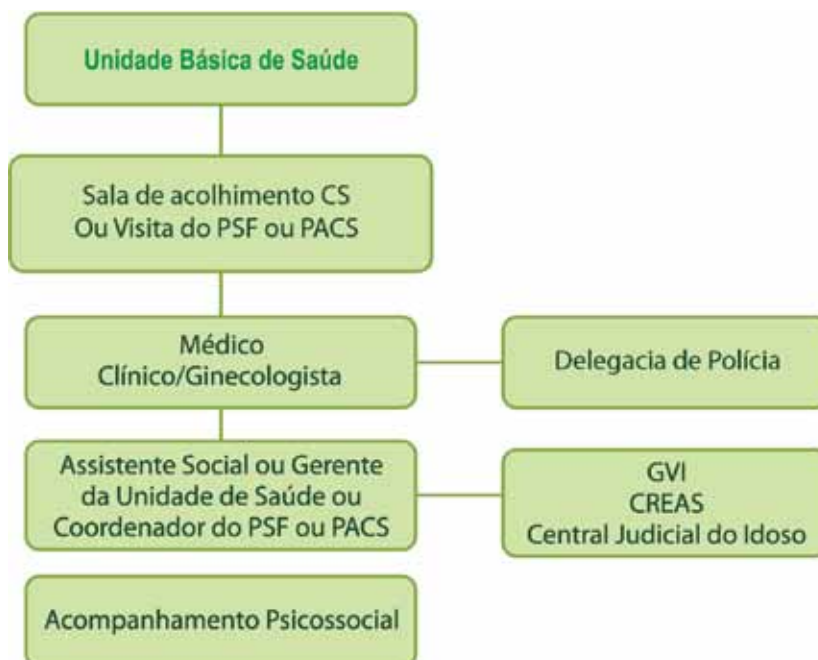 Unidade Básica de Saúde
Sala de acolhimento CS
Ou Visita do PSF ou PACS
Médico
Clínico/Ginecologista
Delegacia de Polícia
Assistente Social ou Gerente
da Unidade de Saúde ou
Coordenador do PSF ou PACS
GVI
CREAS
Central Judicial do Idoso
Acompanhamento Psicossocial